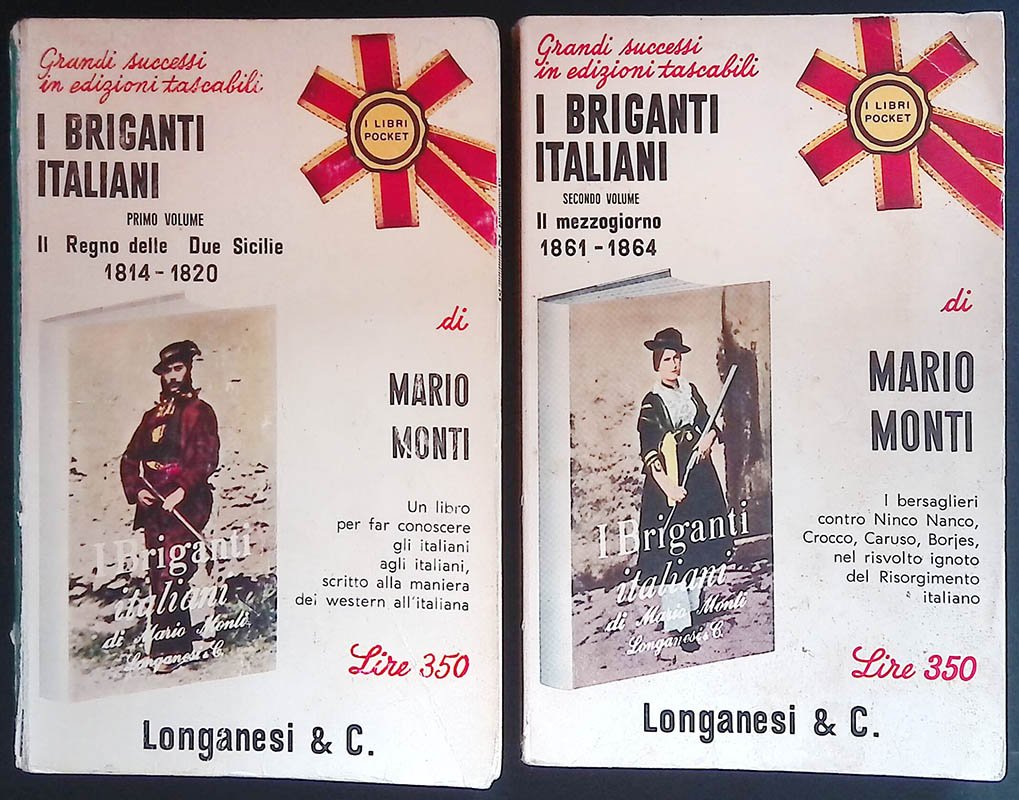 Grandi successi
in edizioni tascabili
I LIBRI
POCKET
I BRIGANTI
ITALIANI
PRIMO VOLUME
Il Regno delle Due Sicilie
1814-1820
di
MARIO
MONTI
Un libro
per far conoscere
gli italiani
agli italiani,
scritto alla maniera
dei western all'italiana
I Briganti
italiani
di Mario Monti
Longanesi & C.
Lire 350
Longanesi & C.
Grandi successi
in edizioni tascabili
I LIBRI
POCKET
I BRIGANTI
ITALIANI
SECONDO VOLUME
Il mezzogiorno
1861-1864
di
MARIO
MONTI
I bersaglieri
contro Ninco Nanco,
Crocco, Caruso, Borjes,
nel risvolto ignoto
del Risorgimento
italiano
I Briganti
italiani
di Mario Monti
Longanesi & C.
Lire 350
Longanesi & C.